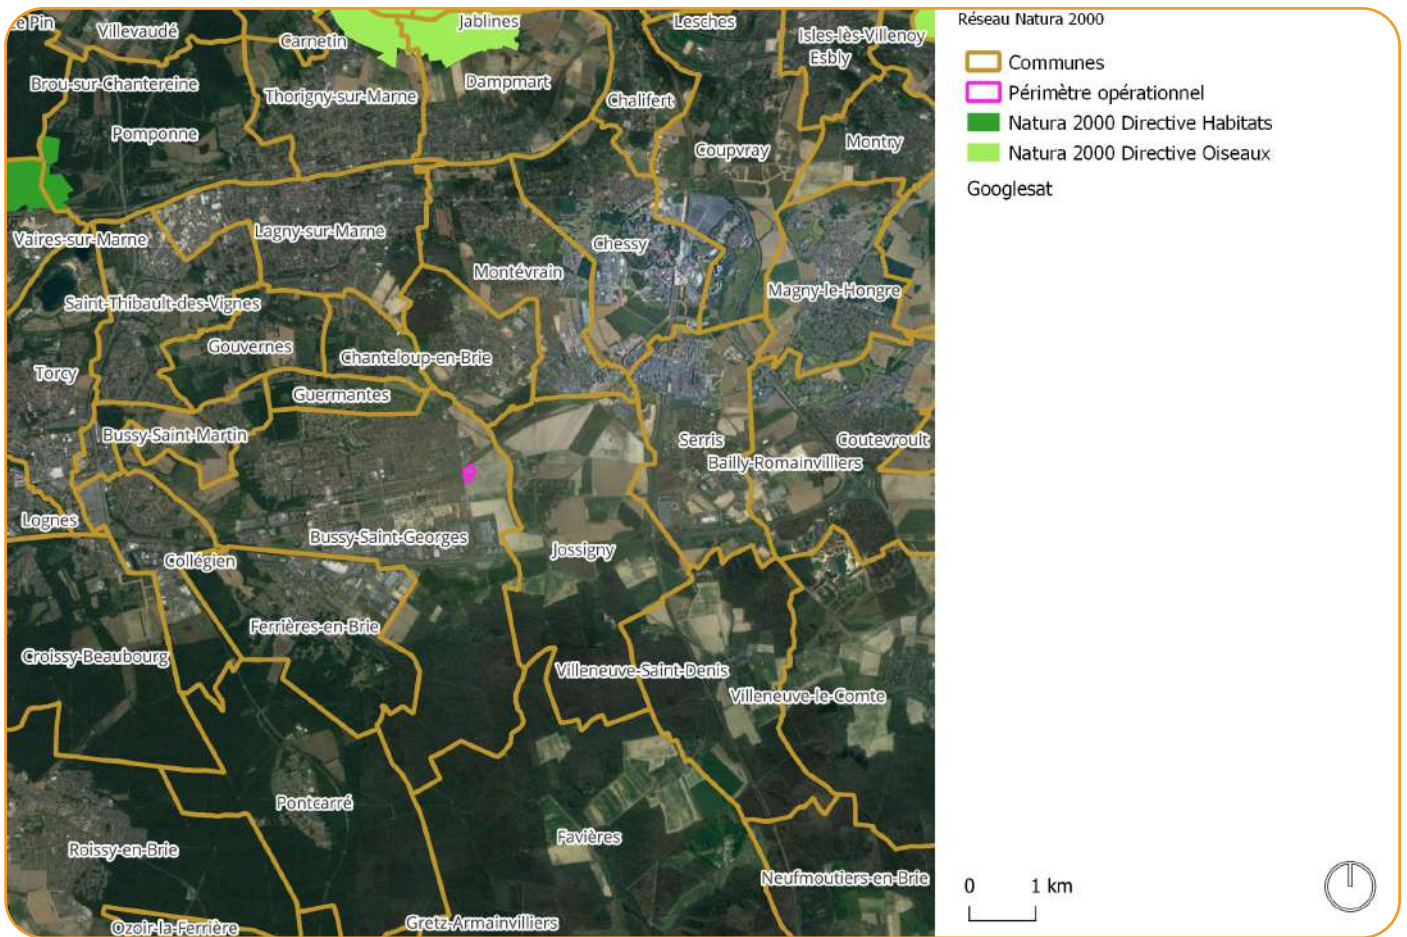 Réseau Natura 2000
Communes
Périmètre opérationnel
Natura 2000 Directive Habitats
Natura 2000 Directive Oiseaux
Googlesat
Le Pin
Villevaudé
Carnetin
Jablines
Lesches
Isles-lès-Villenoy
Esbly
Brou-sur-Chantereine
Thorigny-sur-Marne
Dampmart
Chalifert
Pomponne
Coupvray
Montry
Vaires-sur-Marne
Lagny-sur-Marne
Chessy
Montévrain
Magny-le-Hongre
Saint-Thibault-des-Vignes
Gouvernes
Chanteloup-en-Brie
Torcy
Guermantes
Bussy-Saint-Martin
Serris
Coutevroult
Bailly-Romainvilliers
Lognes
Bussy-Saint-Georges
Jossigny
Collégien
Ferrières-en-Brie
Croissy-Beaubourg
Villeneuve-Saint-Denis
Villeneuve-le-Comte
Pontcarré
Favières
Roissy-en-Brie
Neufmoutiers-en-Brie
Ozoir-la-Ferrière
Gretz-Armainvilliers
0 1 km